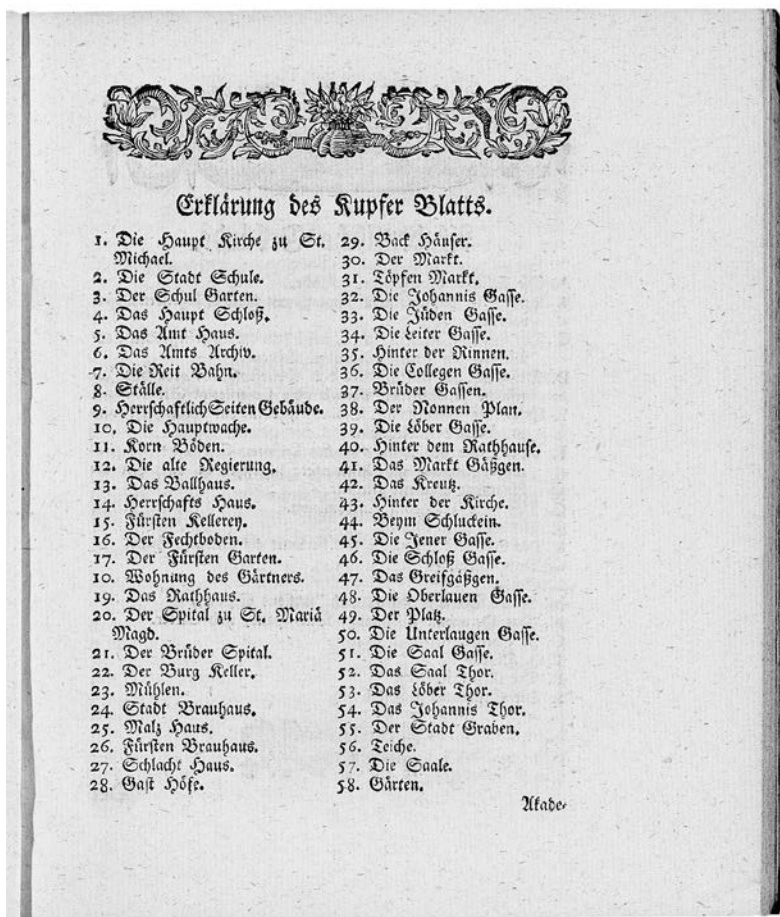 Erklärung des Kupfer Blatts.
1. Die Haupt Kirche zu St.
Michael.
2. Die Stadt Schule.
3. Der Schul Garten.
4. Das Haupt Schloß.
5. Das Amt Haus.
6. Das Amts Archiv.
7. Die Reit Bahn.
8. Ställe.
9. Herrschaftlich Seiten Gebäude.
10. Die Hauptwache.
11. Korn Böden.
12. Die alte Regierung.
13. Das Ballhaus.
14. Herrschafts Haus.
15. Fürsten Kellerey.
16. Der Fechtboden.
17. Der Fürsten Garten.
10. Wohnung des Gärtners.
19. Das Rathhaus.
20. Der Spital zu St. Mariä
Magd.
21. Der Brüder Spital.
22. Der Burg Keller.
23. Mühlen.
24. Stadt Brauhaus.
25. Malz Haus.
26. Fürsten Brauhaus.
27. Schlacht Haus.
28. Gast Höfe.
29. Back Häuser.
30. Der Markt.
31. Töpfen Markt.
32. Die Johannis Gasse.
33. Die Jüden Gasse.
34. Die Leiter Gasse.
35. Hinter der Rinnen.
36. Die Collegen Gasse.
37. Brüder Gassen.
38. Der Nonnen Plan.
39. Die Löber Gasse.
40. Hinter dem Rathhause.
41. Das Markt Gäßgen.
42. Das Kreutz.
43. Hinter der Kirche.
44. Beym Schluckein.
45. Die Jener Gasse.
46. Die Schloß Gasse.
47. Das Greifgäßgen.
48. Die Oberlauen Gasse.
49. Der Platz.
50. Die Unterlaugen Gasse.
51. Die Saal Gasse.
52. Das Saal Thor.
53. Das Löber Thor.
54. Das Johannis Thor.
55. Der Stadt Graben.
56. Teiche.
57. Die Saale.
58. Gärten.
Akade-